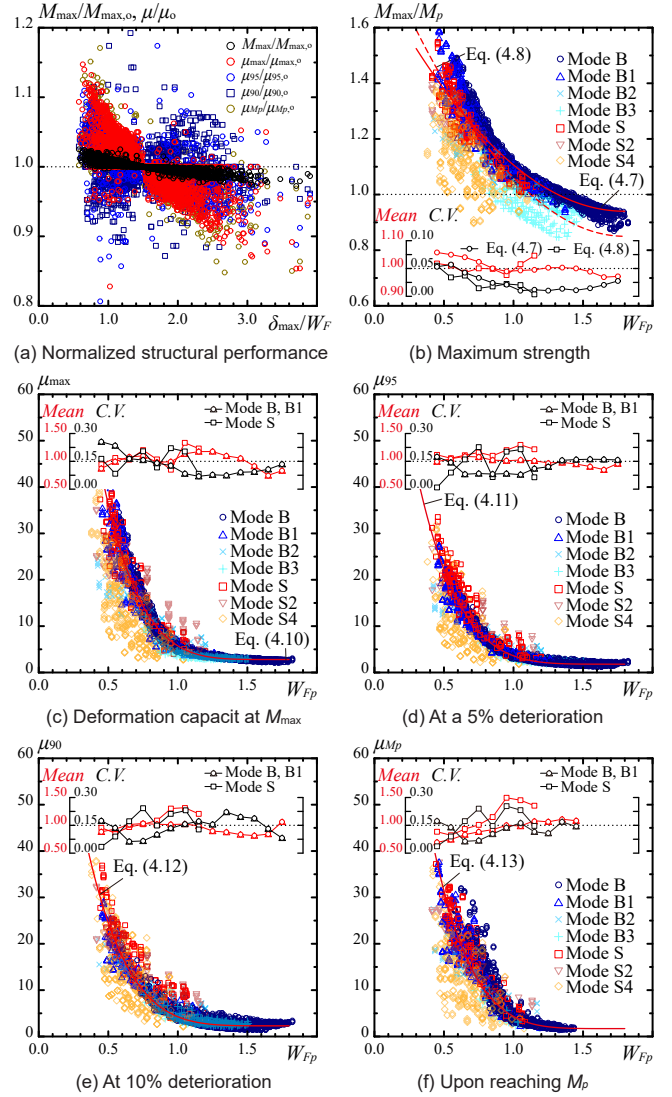 Mmax/Mmax,o, μ/μo
1.2
1.1
1.0
0.9
0.8
Mmax/Mmax,o
μmax/μmax,o
μ95/μ95,o
μ90/μ90,o
μMp/μMp,o
0.0 1.0 2.0 3.0
δmax/WF
(a) Normalized structural performance
Mmax/Mp
1.6
1.4
1.2
1.0
0.8
0.6
Eq. (4.8)
Mode B
Mode B1
Mode B2
Mode B3
Mode S
Mode S2
Mode S4
Eq. (4.7)
Mean C.V.
1.10 0.10
1.00 0.05
0.90 0.00
Eq. (4.7) Eq. (4.8)
0.0 0.5 1.0 1.5 WFp
(b) Maximum strength
μmax
60
50
40
30
20
10
0
Mean C.V.
1.50 0.30
1.00 0.15
0.50 0.00
Mode B, B1
Mode S
Mode B
Mode B1
Mode B2
Mode B3
Mode S
Mode S2
Mode S4
Eq. (4.10)
0.0 0.5 1.0 1.5 WFp
(c) Deformation capacit at Mmax
μ95
60
50
40
30
20
10
0
Mean C.V.
1.50 0.30
1.00 0.15
0.50 0.00
Mode B, B1
Mode S
Eq. (4.11)
Mode B
Mode B1
Mode B2
Mode B3
Mode S
Mode S2
Mode S4
0.0 0.5 1.0 1.5 WFp
(d) At a 5% deterioration
μ90
60
50
40
30
20
10
0
Mean C.V.
1.50 0.30
1.00 0.15
0.50 0.00
Mode B, B1
Mode S
Eq. (4.12)
Mode B
Mode B1
Mode B2
Mode B3
Mode S
Mode S2
Mode S4
0.0 0.5 1.0 1.5 WFp
(e) At 10% deterioration
μMp
60
50
40
30
20
10
0
Mean C.V.
1.50 0.30
1.00 0.15
0.50 0.00
Mode B, B1
Mode S
Eq. (4.13)
Mode B
Mode B1
Mode B2
Mode B3
Mode S
Mode S2
Mode S4
0.0 0.5 1.0 1.5 WFp
(f) Upon reaching Mp